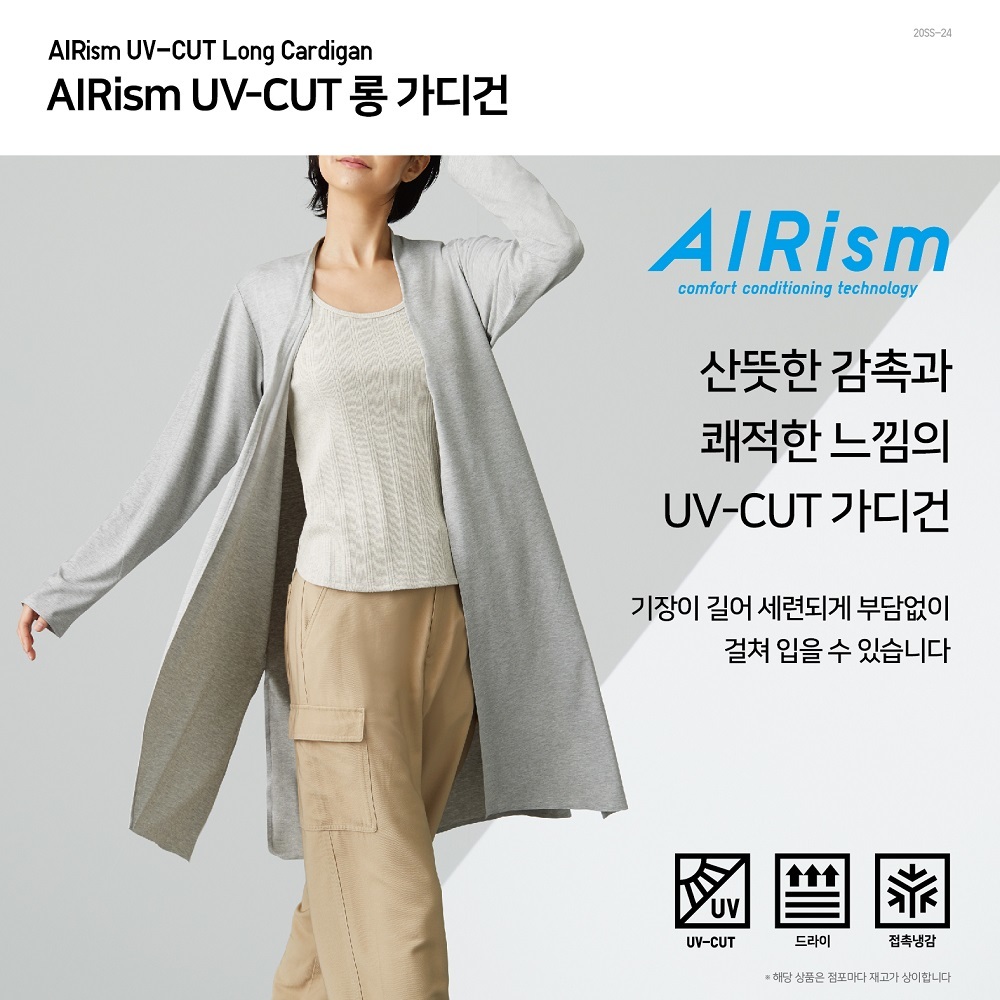 20SS-24
AIRism UV-CUT Long Cardigan
AIRism UV-CUT 롱 가디건
AIRism
comfort conditioning technology
산뜻한 감촉과
쾌적한 느낌의
UV-CUT 가디건
기장이 길어 세련되게 부담없이
걸쳐 입을 수 있습니다
UV
UV-CUT
드라이
접촉냉감
* 해당 상품은 점포마다 재고가 상이합니다